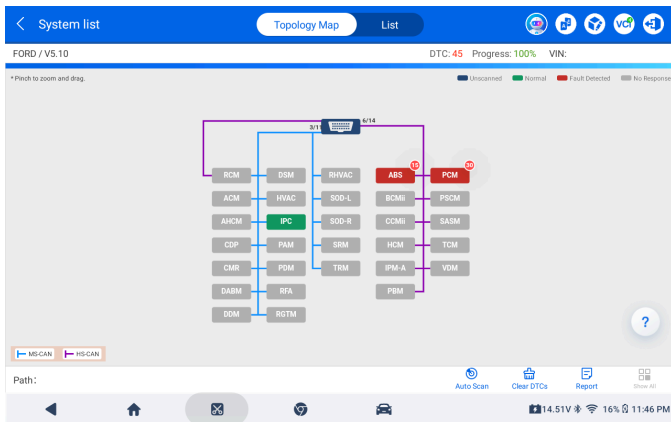 System list
Topology Map
List
FORD / V5.10
DTC: 45 Progress: 100% VIN:
* Pinch to zoom and drag.
Unscanned Normal Fault Detected No Response
3/11
6/14
RCM DSM RHVAC ABS 15 PCM 30
ACM HVAC SOD-L BCMii PSCM
AHCM IPC SOD-R CCMii SASM
CDP PAM SRM HCM TCM
CMR PDM TRM IPM-A VDM
DABM RFA PBM
DDM RGTM
?
MS-CAN HS-CAN
Path:
Auto Scan Clear DTCs Report Show All
14.51V 16% 11:46 PM